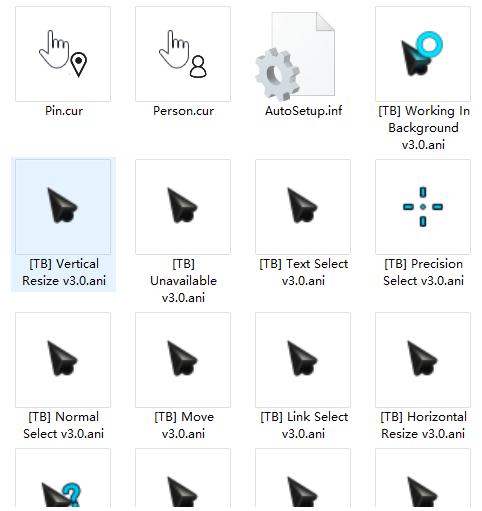 Pin.cur
Person.cur
AutoSetup.inf
[TB] Working In
Background
v3.0.ani
[TB] Vertical
Resize v3.0.ani
[TB]
Unavailable
v3.0.ani
[TB] Text Select
v3.0.ani
[TB] Precision
Select v3.0.ani
[TB] Normal
Select v3.0.ani
[TB] Move
v3.0.ani
[TB] Link Select
v3.0.ani
[TB] Horizontal
Resize v3.0.ani